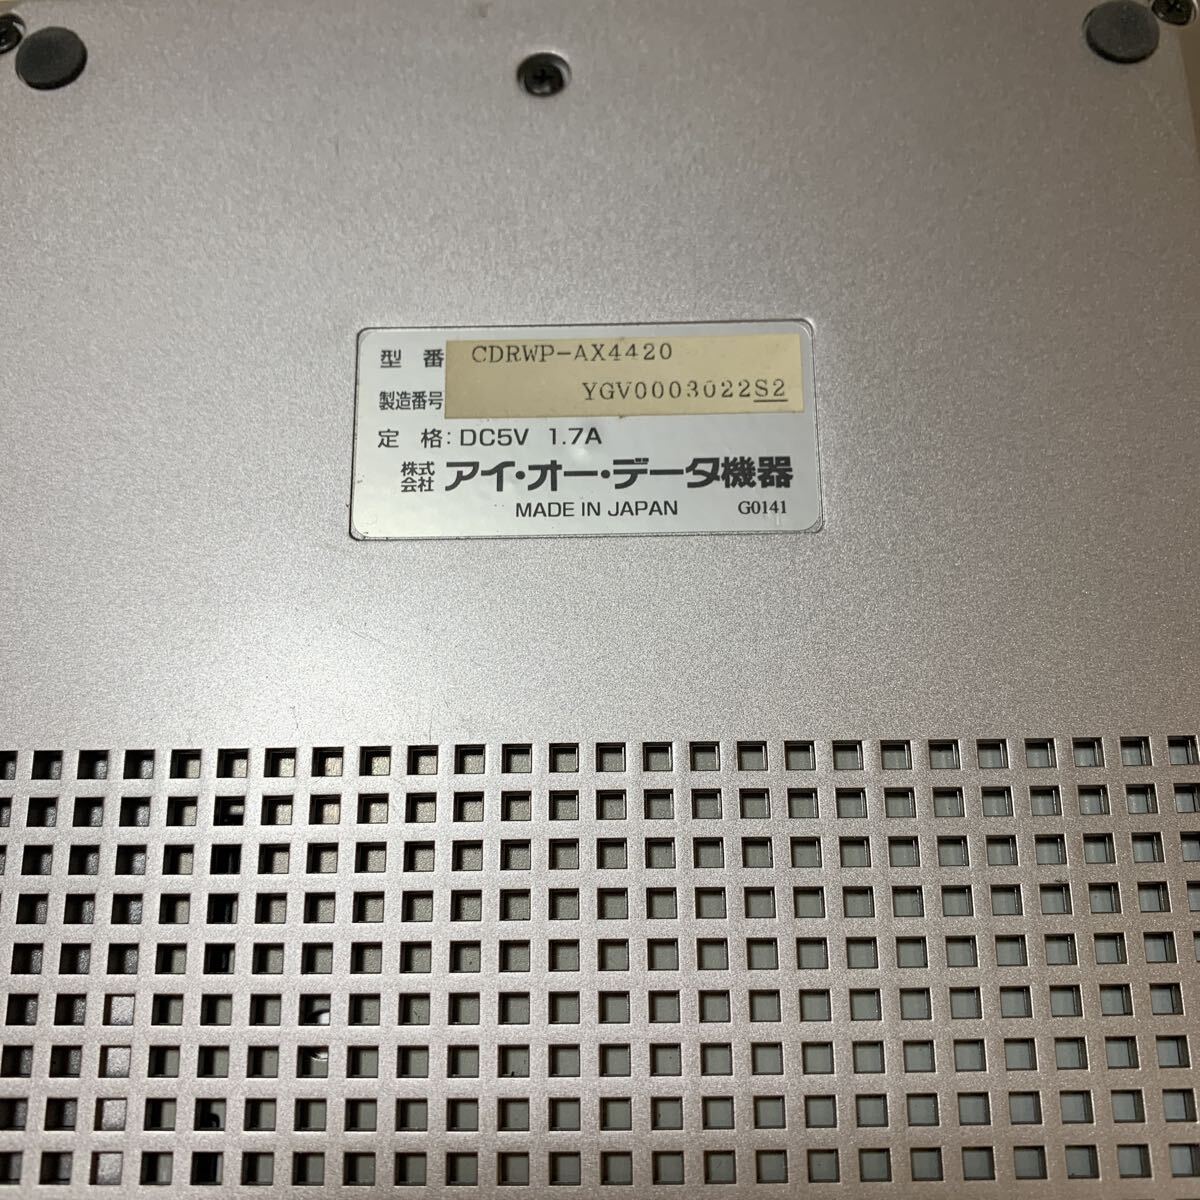 型番 CDRWP-AX4420
製造番号 YGV0003022S2
定格: DC5V 1.7A
株式会社 アイ・オー・データ機器
MADE IN JAPAN G0141